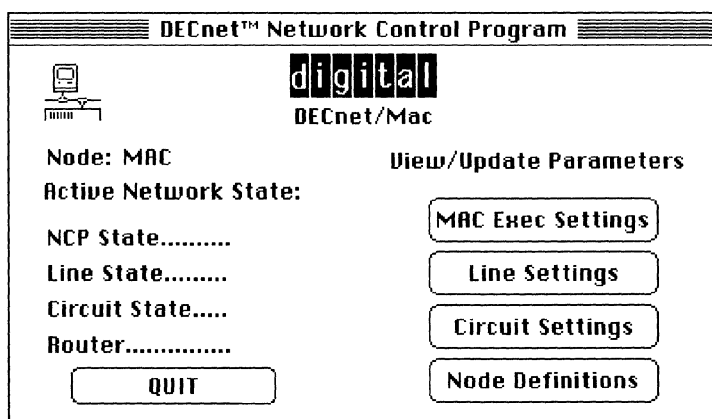 DECnet™ Network Control Program
digital
DECnet/Mac
Node: MAC
Active Network State:
NCP State..........
Line State.........
Circuit State.....
Router...............
QUIT
View/Update Parameters
MAC Exec Settings
Line Settings
Circuit Settings
Node Definitions